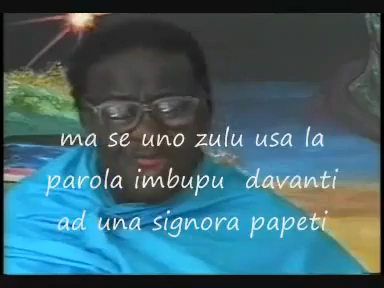 ma se uno zulu usa la
parola imbupu davanti
ad una signora papeti